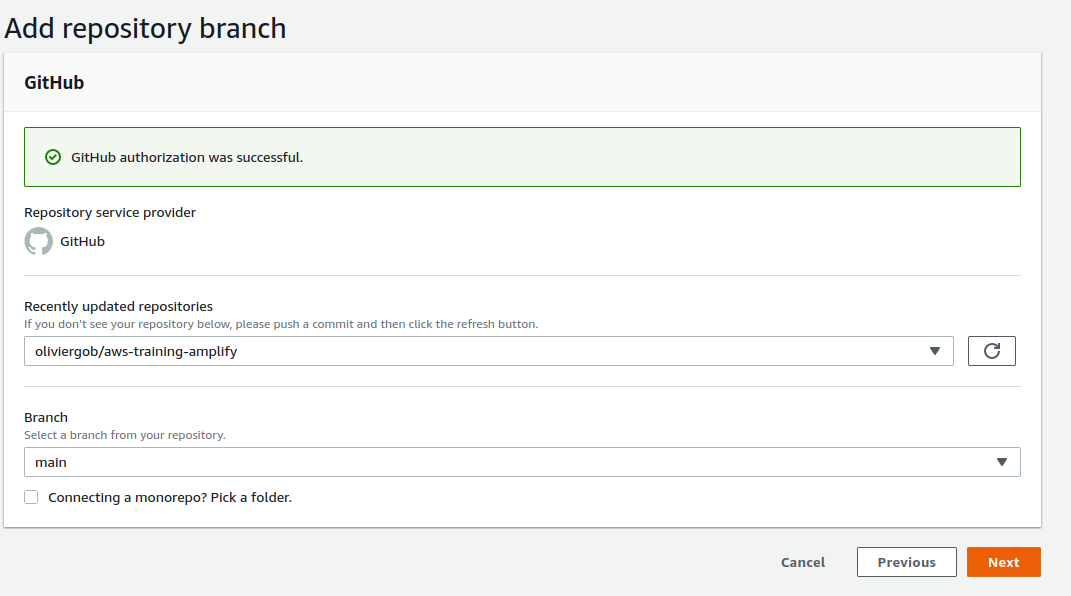 Add repository branch
GitHub
GitHub authorization was successful.
Repository service provider
GitHub
Recently updated repositories
If you don't see your repository below, please push a commit and then click the refresh button.
oliviergob/aws-training-amplify
Branch
Select a branch from your repository.
main
Connecting a monorepo? Pick a folder.
Cancel
Previous
Next